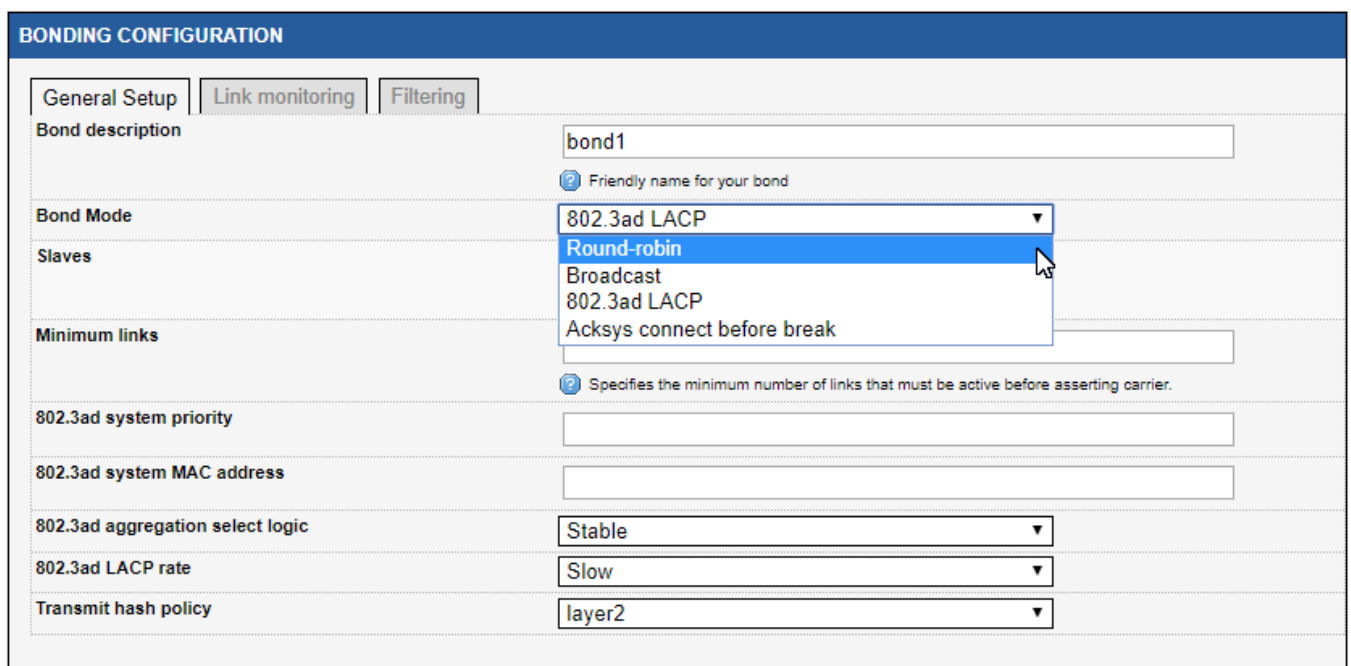 BONDING CONFIGURATION
General Setup Link monitoring Filtering
Bond description
bond1
Friendly name for your bond
Bond Mode
802.3ad LACP
Round-robin
Broadcast
802.3ad LACP
Acksys connect before break
Slaves
Minimum links
Specifies the minimum number of links that must be active before asserting carrier.
802.3ad system priority
802.3ad system MAC address
802.3ad aggregation select logic
Stable
802.3ad LACP rate
Slow
Transmit hash policy
layer2